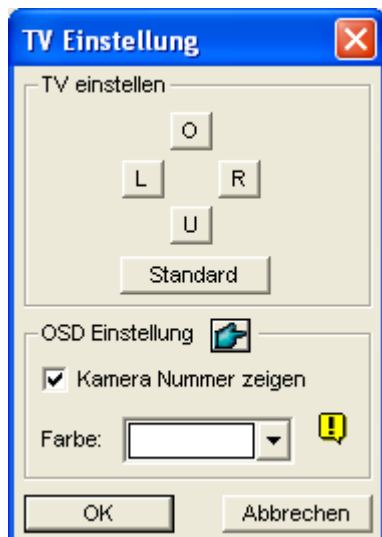 TV Einstellung
TV einstellen
O
L R
U
Standard
OSD Einstellung
Kamera Nummer zeigen
Farbe:
OK Abbrechen